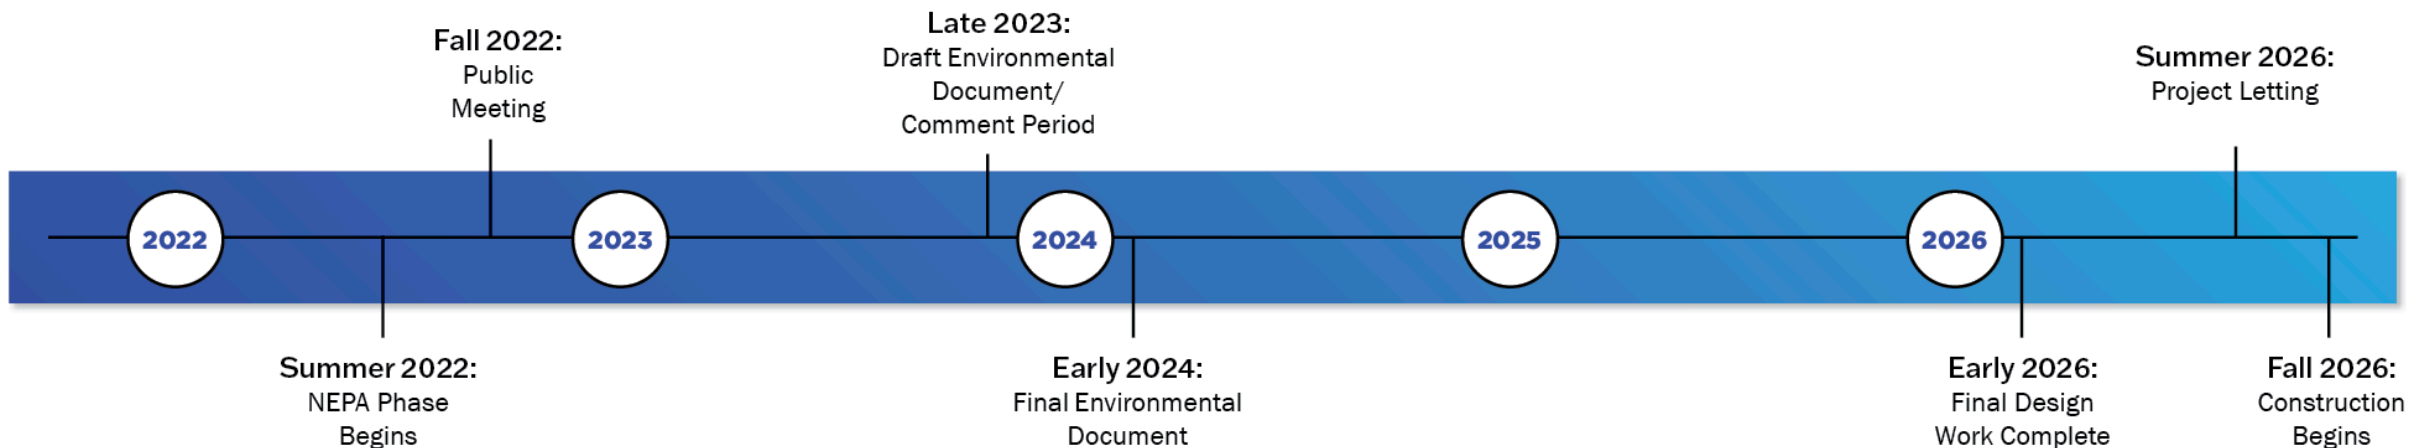 Fall 2022:
Public
Meeting
Late 2023:
Draft Environmental
Document/
Comment Period
Summer 2026:
Project Letting
2022
2023
2024
2025
2026
Summer 2022:
NEPA Phase
Begins
Early 2024:
Final Environmental
Document
Early 2026:
Final Design
Work Complete
Fall 2026:
Construction
Begins